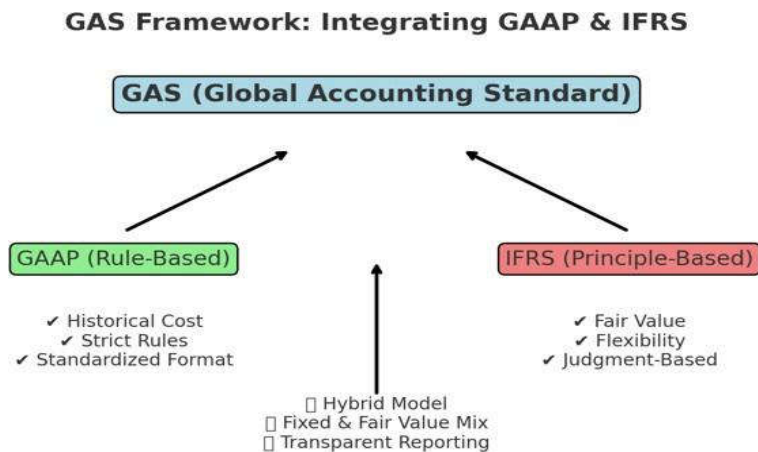 GAS Framework: Integrating GAAP & IFRS
GAS (Global Accounting Standard)
GAAP (Rule-Based)
✔ Historical Cost
✔ Strict Rules
✔ Standardized Format
IFRS (Principle-Based)
✔ Fair Value
✔ Flexibility
✔ Judgment-Based
▯ Hybrid Model
▯ Fixed & Fair Value Mix
▯ Transparent Reporting